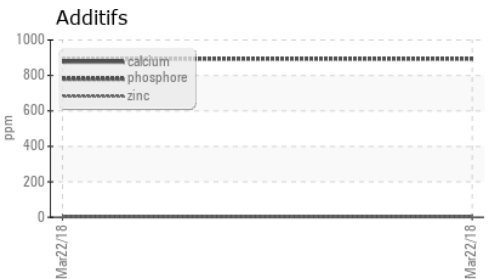 Additifs
1000
800
600
400
200
0
ppm
calcium
phosphore
zinc
Mar22/18
Mar22/18